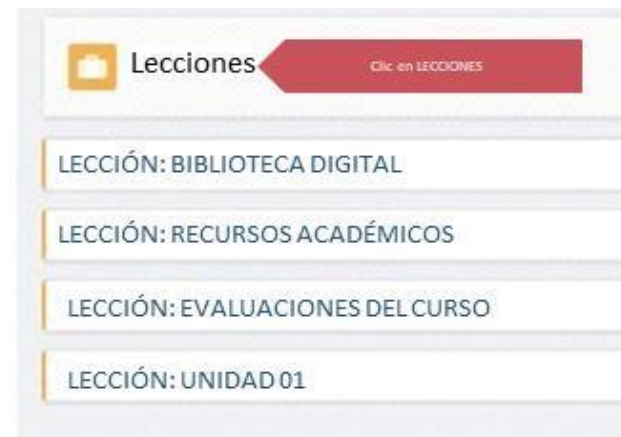 Lecciones
Clic en LECCIONES
LECCIÓN: BIBLIOTECA DIGITAL
LECCIÓN: RECURSOS ACADÉMICOS
LECCIÓN: EVALUACIONES DEL CURSO
LECCIÓN: UNIDAD 01